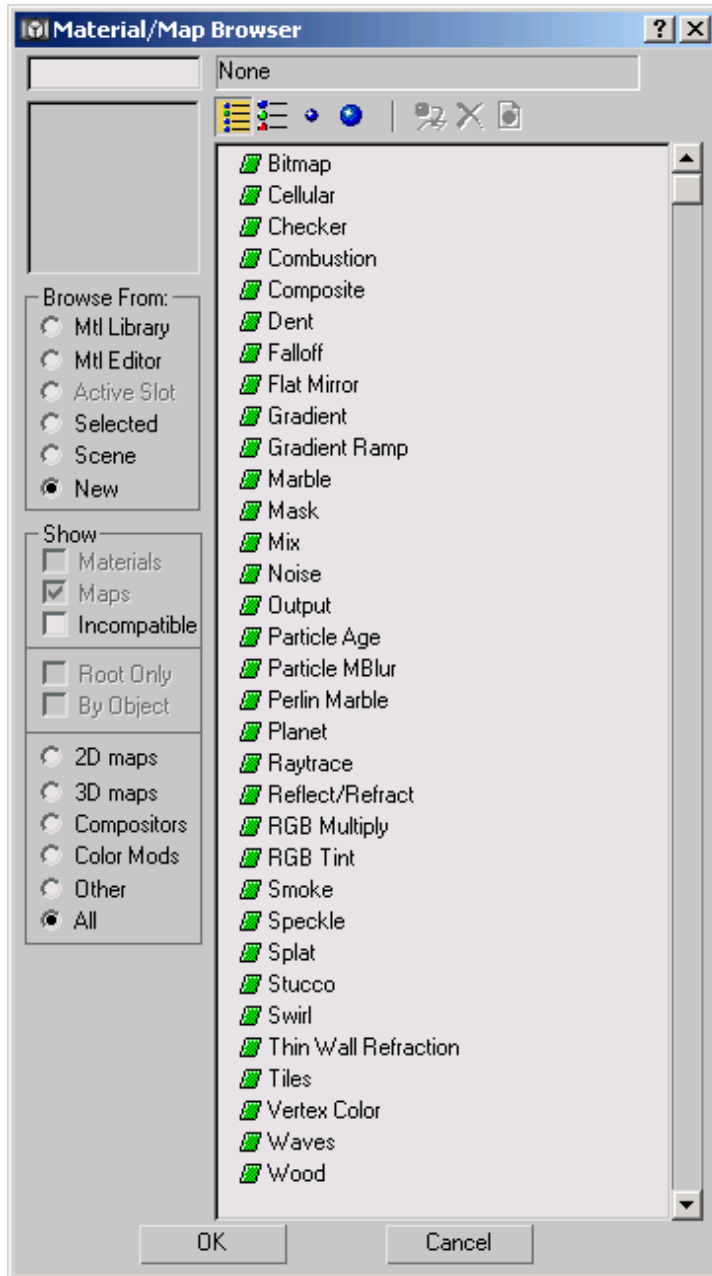 Material/Map Browser
None
Browse From:
Mtl Library
Mtl Editor
Active Slot
Selected
Scene
New
Show
Materials
Maps
Incompatible
Root Only
By Object
2D maps
3D maps
Compositors
Color Mods
Other
All
Bitmap
Cellular
Checker
Combustion
Composite
Dent
Falloff
Flat Mirror
Gradient
Gradient Ramp
Marble
Mask
Mix
Noise
Output
Particle Age
Particle MBlur
Perlin Marble
Planet
Raytrace
Reflect/Refract
RGB Multiply
RGB Tint
Smoke
Speckle
Splat
Stucco
Swirl
Thin Wall Refraction
Tiles
Vertex Color
Waves
Wood
OK Cancel